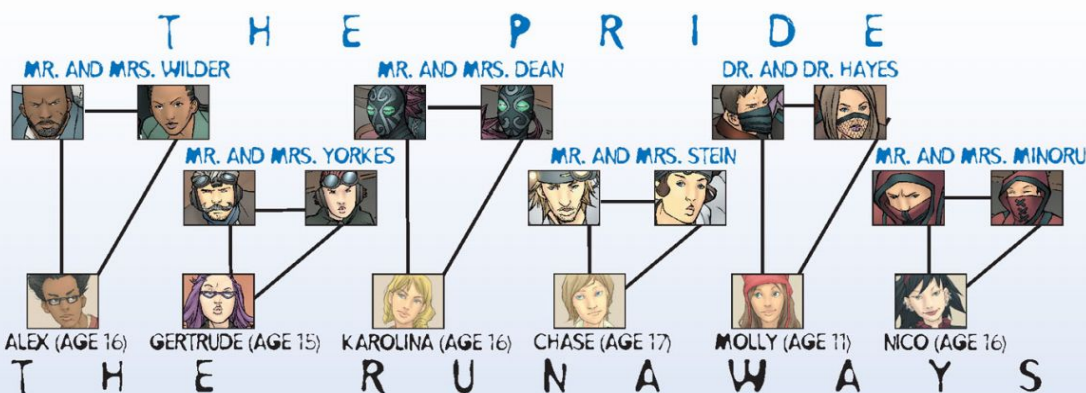 THE PRIDE
MR. AND MRS. WILDER
MR. AND MRS. DEAN
DR. AND DR. HAYES
MR. AND MRS. YORKES
MR. AND MRS. STEIN
MR. AND MRS. MINORU
ALEX (AGE 16)
GERTRUDE (AGE 15)
KAROLINA (AGE 16)
CHASE (AGE 17)
MOLLY (AGE 11)
NICO (AGE 16)
THE RUNAWAYS